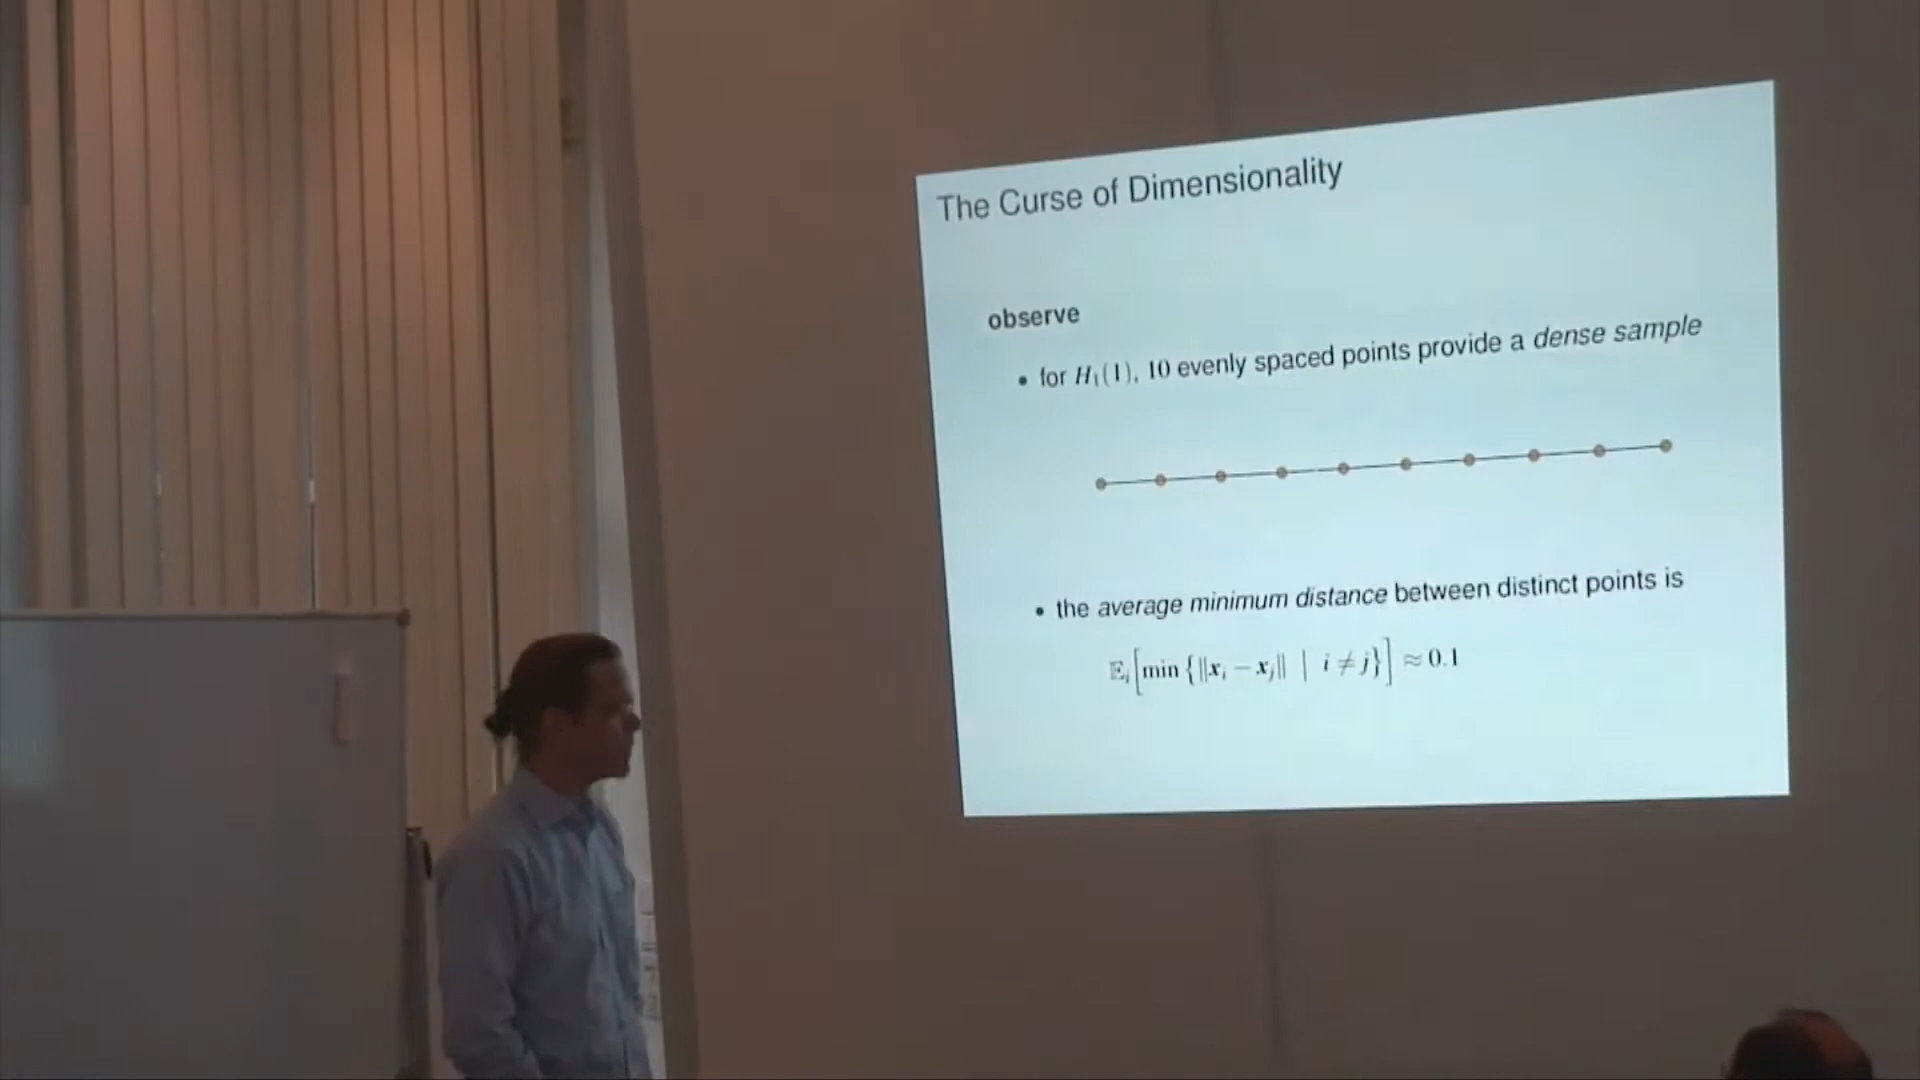 The Curse of Dimensionality
observe
• for H₁(1), 10 evenly spaced points provide a dense sample
• the average minimum distance between distinct points is
𝔼ᵢ[min {‖xᵢ − xⱼ‖ | i ≠ j}] ≈ 0.1